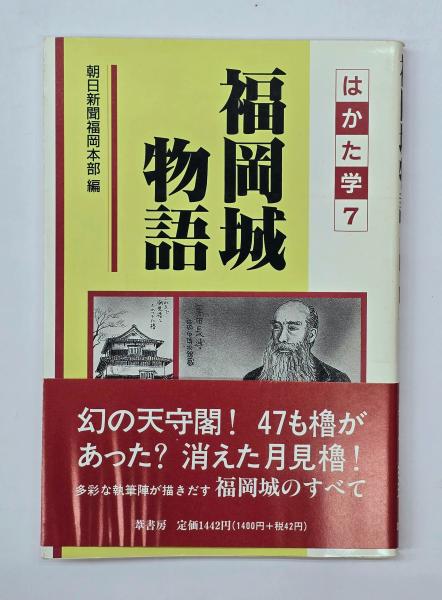 はかた学7
福岡城
物語
朝日新聞福岡本部 編
幻の天守閣！ 47も櫓が
あった？ 消えた月見櫓！
多彩な執筆陣が描きだす 福岡城のすべて
葦書房 定価1442円(1400円+税42円)